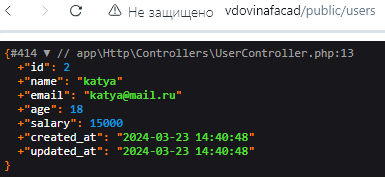 Не защищено vdovinafacad/public/users
{#414 ▼ // app\Http\Controllers\UserController.php:13
+"id": 2
+"name": "katya"
+"email": "katya@mail.ru"
+"age": 18
+"salary": 15000
+"created_at": "2024-03-23 14:40:48"
+"updated_at": "2024-03-23 14:40:48"
}